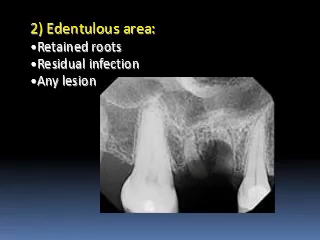 2) Edentulous area:
•Retained roots
•Residual infection
•Any lesion